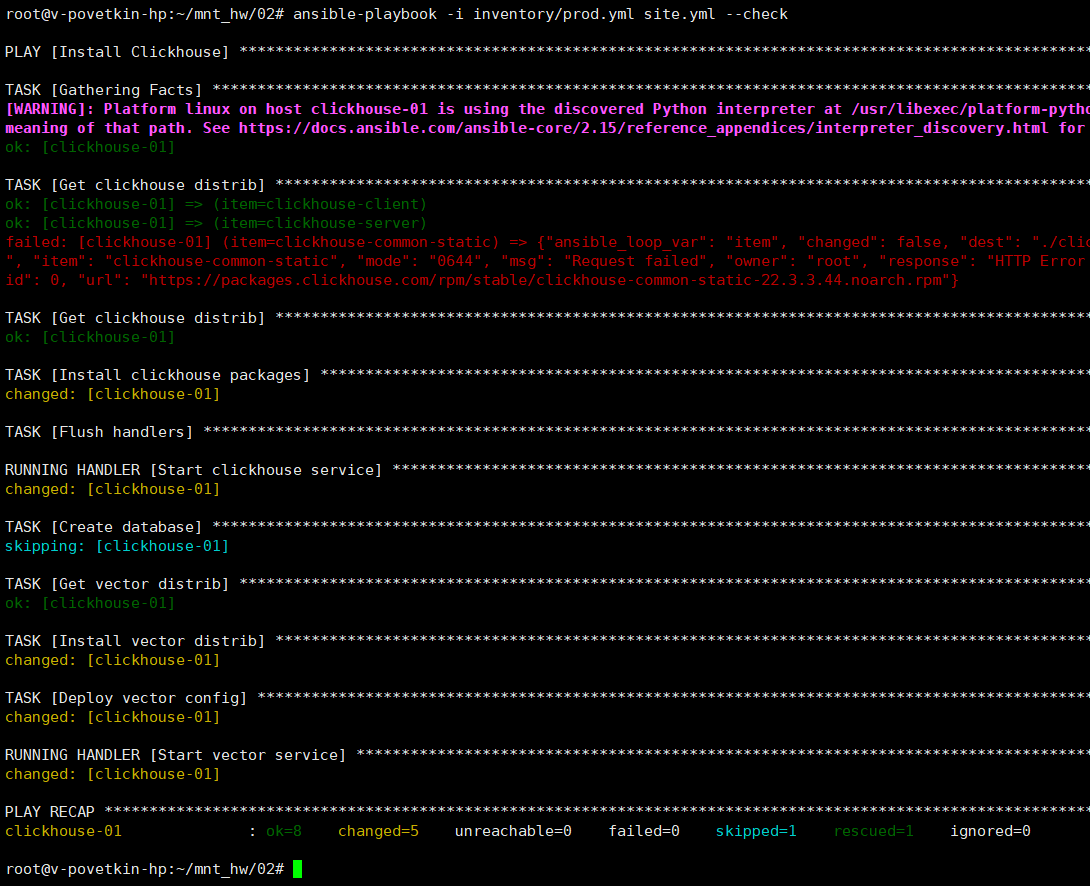 root@v-povetkin-hp:~/mnt_hw/02# ansible-playbook -i inventory/prod.yml site.yml --check
PLAY [Install Clickhouse] ***********************************************************************************************
TASK [Gathering Facts] **************************************************************************************************
[WARNING]: Platform linux on host clickhouse-01 is using the discovered Python interpreter at /usr/libexec/platform-pytho
meaning of that path. See https://docs.ansible.com/ansible-core/2.15/reference_appendices/interpreter_discovery.html for
ok: [clickhouse-01]
TASK [Get clickhouse distrib] *******************************************************************************************
ok: [clickhouse-01] => (item=clickhouse-client)
ok: [clickhouse-01] => (item=clickhouse-server)
failed: [clickhouse-01] (item=clickhouse-common-static) => {"ansible_loop_var": "item", "changed": false, "dest": "./clic
", "item": "clickhouse-common-static", "mode": "0644", "msg": "Request failed", "owner": "root", "response": "HTTP Error
id": 0, "url": "https://packages.clickhouse.com/rpm/stable/clickhouse-common-static-22.3.3.44.noarch.rpm"}
TASK [Get clickhouse distrib] *******************************************************************************************
ok: [clickhouse-01]
TASK [Install clickhouse packages] **************************************************************************************
changed: [clickhouse-01]
TASK [Flush handlers] ***************************************************************************************************
RUNNING HANDLER [Start clickhouse service] ******************************************************************************
changed: [clickhouse-01]
TASK [Create database] **************************************************************************************************
skipping: [clickhouse-01]
TASK [Get vector distrib] ***********************************************************************************************
ok: [clickhouse-01]
TASK [Install vector distrib] *******************************************************************************************
changed: [clickhouse-01]
TASK [Deploy vector config] *********************************************************************************************
changed: [clickhouse-01]
RUNNING HANDLER [Start vector service] **********************************************************************************
changed: [clickhouse-01]
PLAY RECAP **************************************************************************************************************
clickhouse-01 : ok=8 changed=5 unreachable=0 failed=0 skipped=1 rescued=1 ignored=0
root@v-povetkin-hp:~/mnt_hw/02#